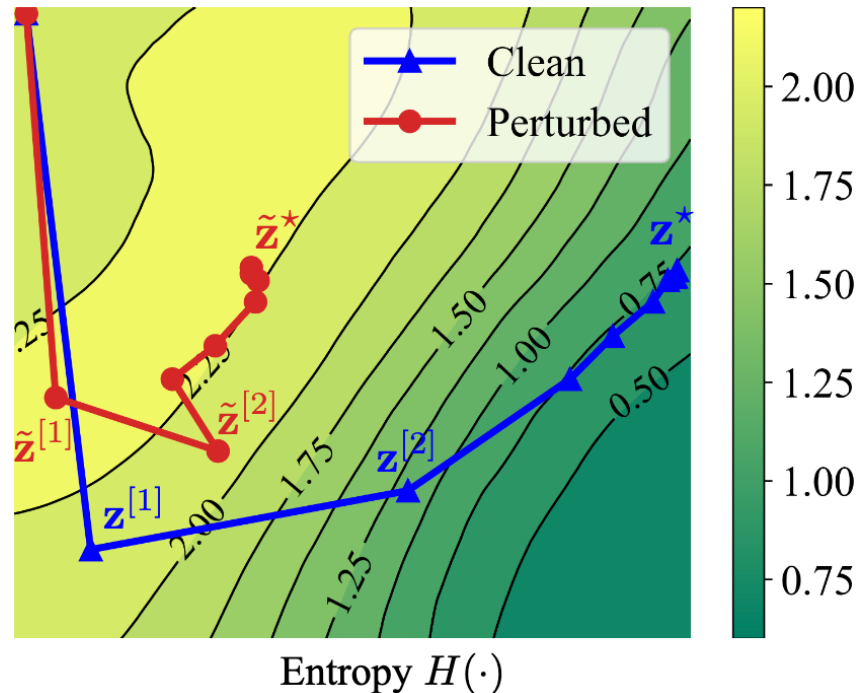 Clean
Perturbed
2.00
1.75
1.50
1.25
1.00
0.75
z̃*
z*
.25
2.25
1.50
1.00
0.75
0.50
z̃[1]
z̃[2]
z[1]
z[2]
2.00
1.75
1.25
Entropy H(·)